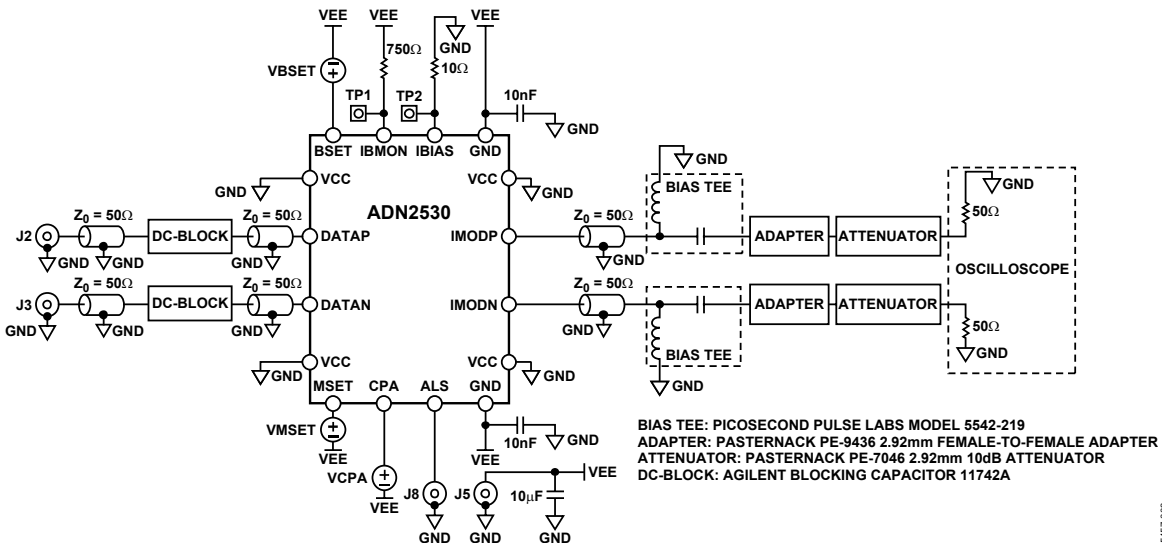 VEE
VEE
GND
VEE
VBSET
750Ω
10Ω
TP1
TP2
10nF
GND
BSET
IBMON
IBIAS
GND
GND
VCC
VCC
GND
ADN2530
BIAS TEE
GND
J2
GND
Z0 = 50Ω
GND
DC-BLOCK
Z0 = 50Ω
GND
DATAP
IMODP
Z0 = 50Ω
GND
ADAPTER
ATTENUATOR
50Ω
GND
OSCILLOSCOPE
J3
GND
Z0 = 50Ω
GND
DC-BLOCK
Z0 = 50Ω
GND
DATAN
IMODN
Z0 = 50Ω
GND
BIAS TEE
GND
ADAPTER
ATTENUATOR
50Ω
GND
GND
VCC
VCC
GND
MSET
CPA
ALS
GND
VMSET
VEE
VCPA
VEE
J8
GND
VEE
10nF
GND
J5
GND
10µF
GND
VEE
BIAS TEE: PICOSECOND PULSE LABS MODEL 5542-219
ADAPTER: PASTERNACK PE-9436 2.92mm FEMALE-TO-FEMALE ADAPTER
ATTENUATOR: PASTERNACK PE-7046 2.92mm 10dB ATTENUATOR
DC-BLOCK: AGILENT BLOCKING CAPACITOR 11742A